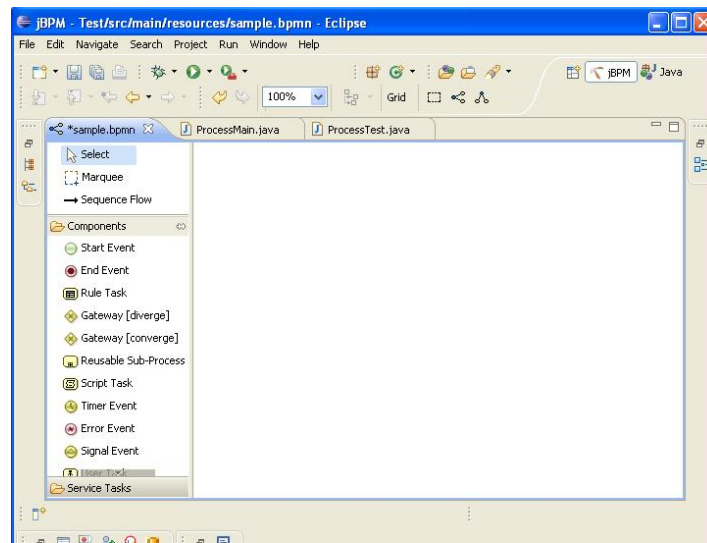 jBPM - Test/src/main/resources/sample.bpmn - Eclipse
File Edit Navigate Search Project Run Window Help
jBPM Java
100% Grid
*sample.bpmn ProcessMain.java ProcessTest.java
Select
Marquee
Sequence Flow
Components
Start Event
End Event
Rule Task
Gateway [diverge]
Gateway [converge]
Reusable Sub-Process
Script Task
Timer Event
Error Event
Signal Event
User Task
Service Tasks